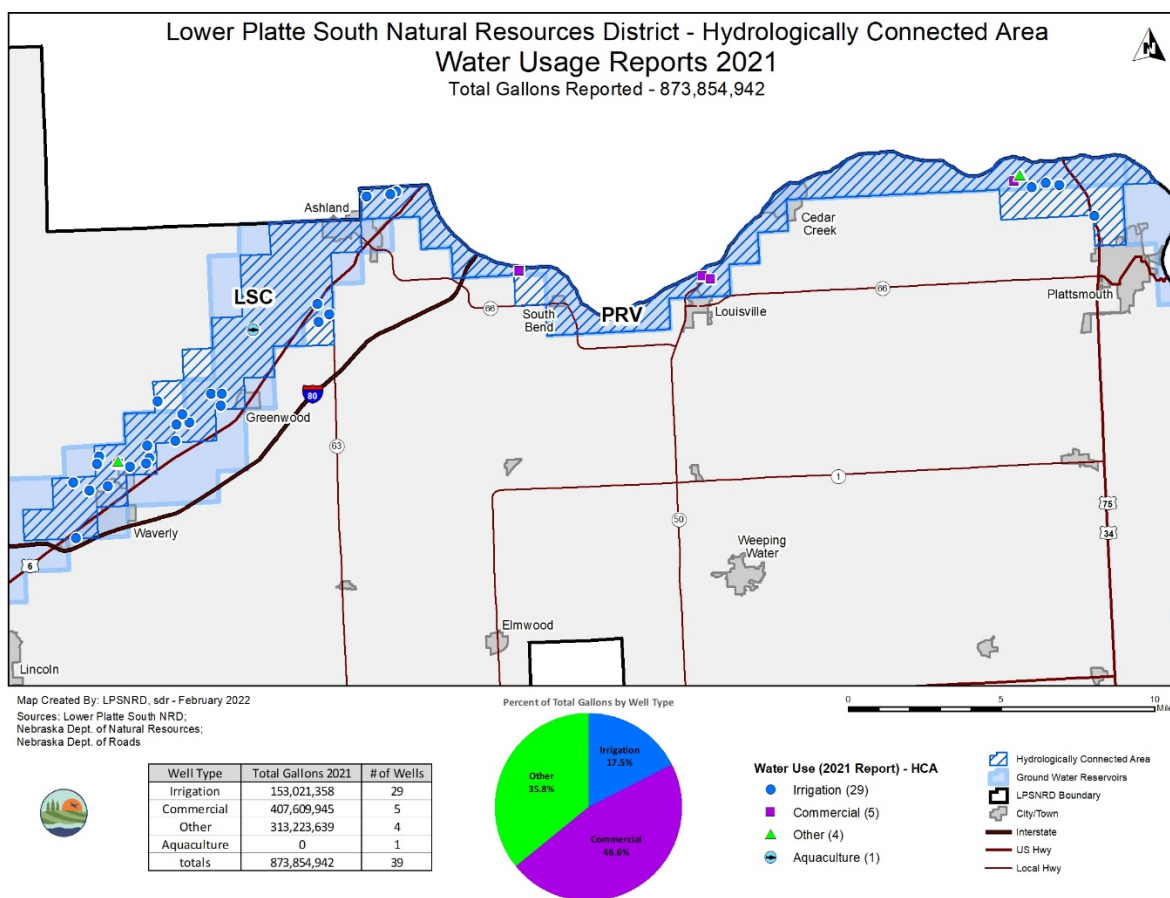 Lower Platte South Natural Resources District - Hydrologically Connected Area
Water Usage Reports 2021
Total Gallons Reported - 873,854,942
N
Ashland
LSC
Cedar
Creek
66
South
Bend
PRV
Louisville
66
Plattsmouth
80
Greenwood
63
1
75
34
Waverly
50
6
Weeping
Water
Elmwood
Lincoln
Map Created By: LPSNRD, sdr - February 2022
Sources: Lower Platte South NRD;
Nebraska Dept. of Natural Resources;
Nebraska Dept. of Roads
Well Type Total Gallons 2021 # of Wells
Irrigation 153,021,358 29
Commercial 407,609,945 5
Other 313,223,639 4
Aquaculture 0 1
totals 873,854,942 39
Percent of Total Gallons by Well Type
Irrigation
17.5%
Other
35.8%
Commercial
46.6%
0 5 10
Mile
Water Use (2021 Report) - HCA
Irrigation (29)
Commercial (5)
Other (4)
Aquaculture (1)
Hydrologically Connected Area
Ground Water Reservoirs
LPSNRD Boundary
City/Town
Interstate
US Hwy
Local Hwy